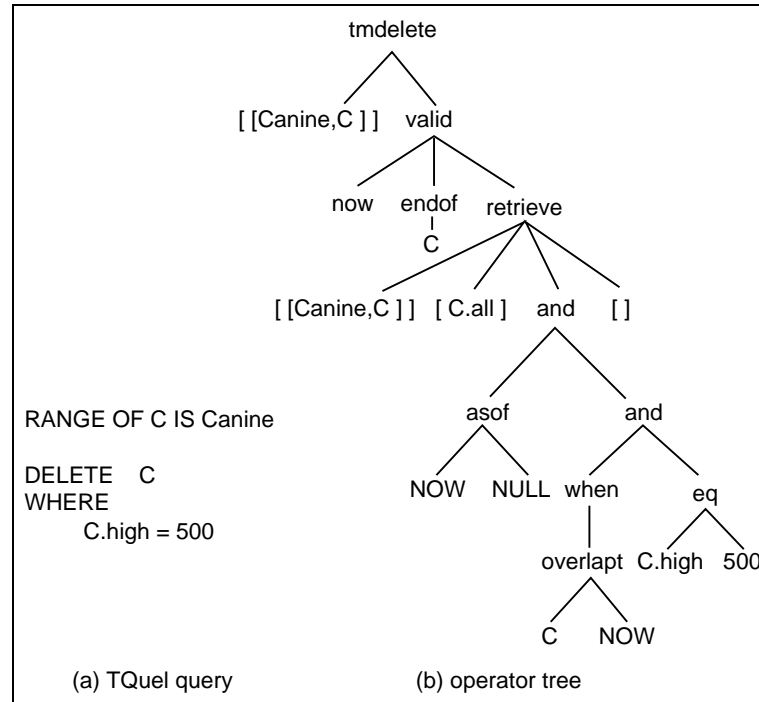 tmdelete
[ [Canine,C ] ] valid
now endof retrieve
C
[ [Canine,C ] ] [ C.all ] and [ ]
RANGE OF C IS Canine
asof and
DELETE C
WHERE
C.high = 500
NOW NULL when eq
overlapt C.high 500
C NOW
(a) TQuel query (b) operator tree